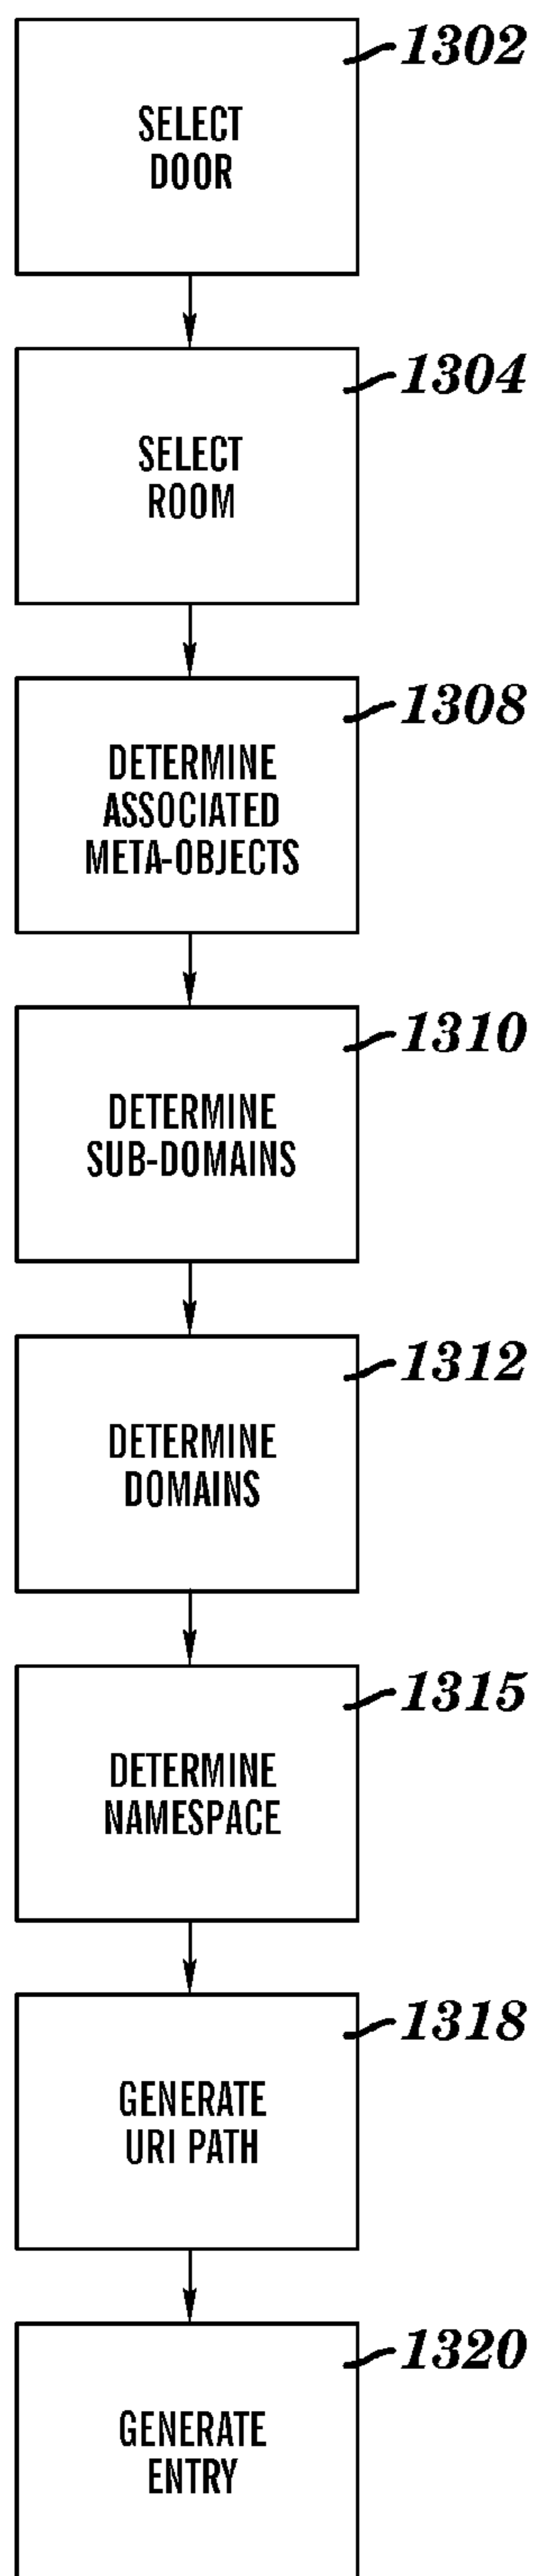 1302
SELECT
DOOR
1304
SELECT
ROOM
1308
DETERMINE
ASSOCIATED
META-OBJECTS
1310
DETERMINE
SUB-DOMAINS
1312
DETERMINE
DOMAINS
1315
DETERMINE
NAMESPACE
1318
GENERATE
URI PATH
1320
GENERATE
ENTRY